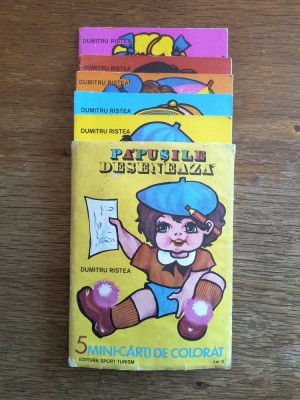 DUMITRU RISTEA
DUMITRU RISTEA
DUMITRU RISTEA
DUMITRU RISTEA
DUMITRU RISTEA
PĂPUȘILE
DESENEAZĂ
DUMITRU RISTEA
5 MINI-CĂRȚI DE COLORAT
EDITURA SPORT-TURISM